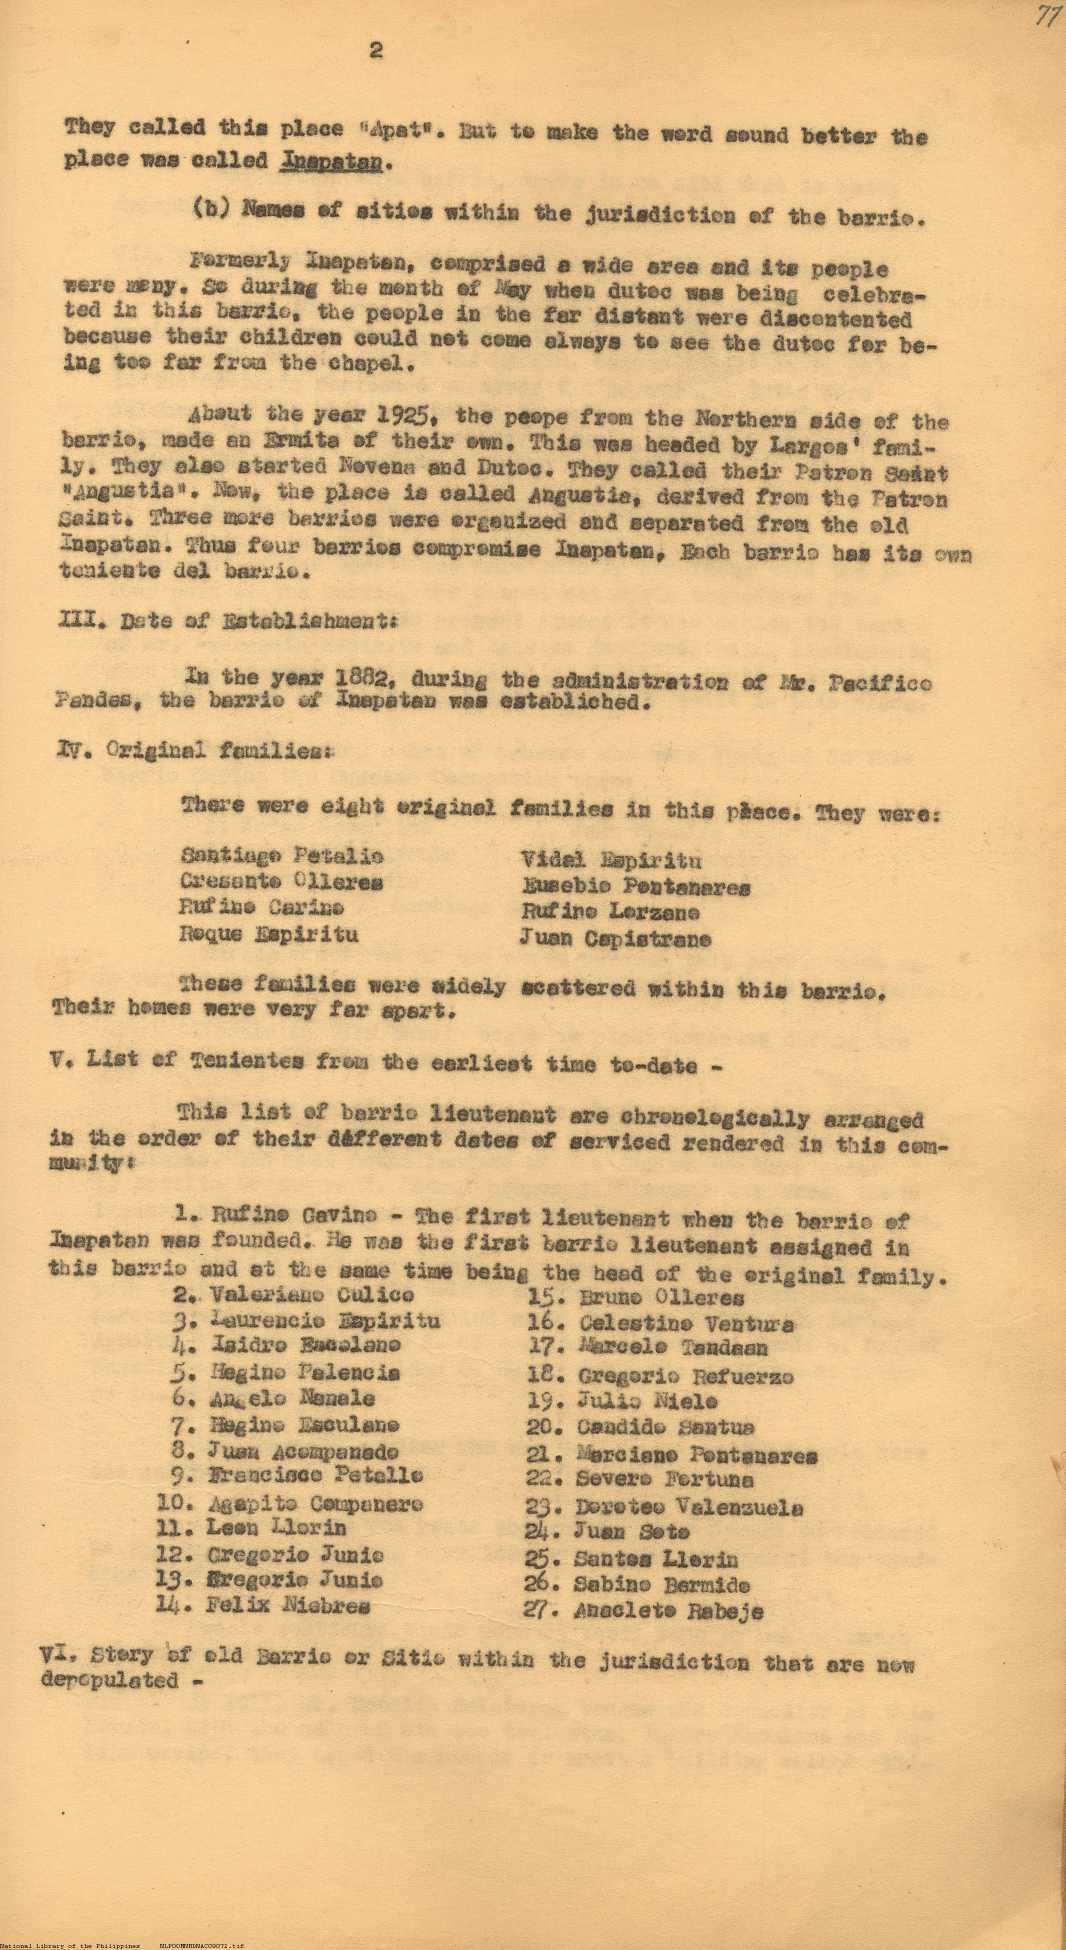 77
2
They called this place "Apat". But to make the word sound better the
place was called Inapatan.
(b) Names of sitios within the jurisdiction of the barrio.
Formerly Inapatan, comprised a wide area and its people
were many. So during the month of May when dutoc was being celebra-
ted in this barrio, the people in the far distant were discontented
because their children could not come always to see the dutoc for be-
ing too far from the chapel.
About the year 1925, the peope from the Northern side of the
barrio, made an Ermita of their own. This was headed by Largos' fami-
ly. They also started Novena and Dutoc. They called their Patron Saint
"Angustia". Now, the place is called Angustia, derived from the Patron
Saint. Three more barrios were organized and separated from the old
Inapatan. Thus four barrios compromise Inapatan, Each barrio has its own
teniente del barrio.
III. Date of Establishment:
In the year 1882, during the administration of Mr. Pacifico
Pandes, the barrio of Inapatan was establiched.
IV. Original families:
There were eight original families in this place. They were:
Santiago Petalio Vidal Espiritu
Cresanto Olleres Eusebio Pontanares
Rufino Carino Rufino Lorzano
Roque Espiritu Juan Capistrano
These families were widely scattered within this barrio.
Their homes were very far apart.
V. List of Tenientes from the earliest time to-date -
This list of barrio lieutenant are chronologically arranged
in the order of their different dates of serviced rendered in this com-
munity:
1. Rufino Gavino - The first lieutenant when the barrio of
Inapatan was founded. He was the first barrio lieutenant assigned in
this barrio and at the same time being the head of the original family.
2. Valeriano Culico 15. Bruno Olleres
3. Laurencio Espiritu 16. Celestino Ventura
4. Isidro Escolano 17. Marcelo Tandaan
5. Hegino Palencia 18. Gregorio Refuerzo
6. Angelo Nanale 19. Julio Nielo
7. Hegino Esculano 20. Candido Santua
8. Juan Acompanado 21. Marciano Pontanares
9. Francisco Petallo 22. Severo Fortuna
10. Agapito Companero 23. Doroteo Valenzuela
11. Leon Llorin 24. Juan Soto
12. Gregorio Junio 25. Santos Llorin
13. Gregorio Junio 26. Sabino Bermido
14. Felix Niebres 27. Anacleto Rabeje
VI. Story of old Barrio or Sitio within the jurisdiction that are now
depopulated -
National Library of the Philippines